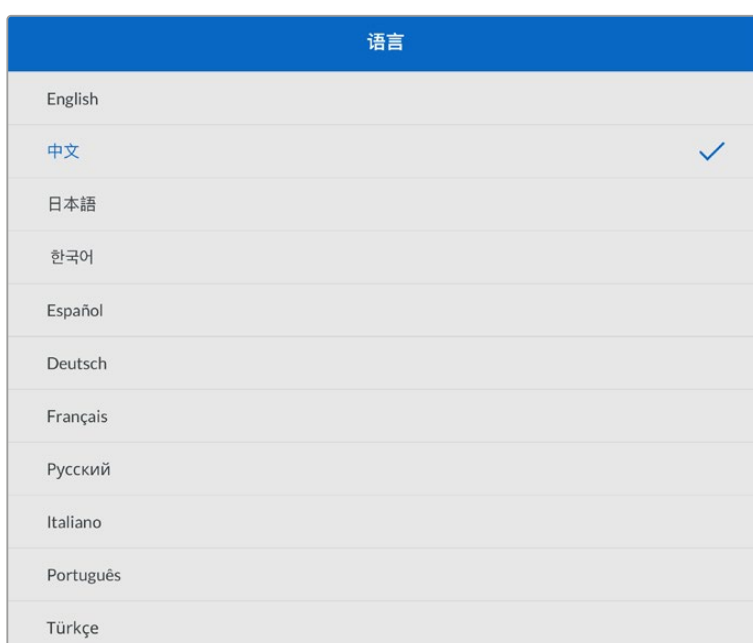 语言
English
中文
日本語
한국어
Español
Deutsch
Français
Русский
Italiano
Português
Türkçe